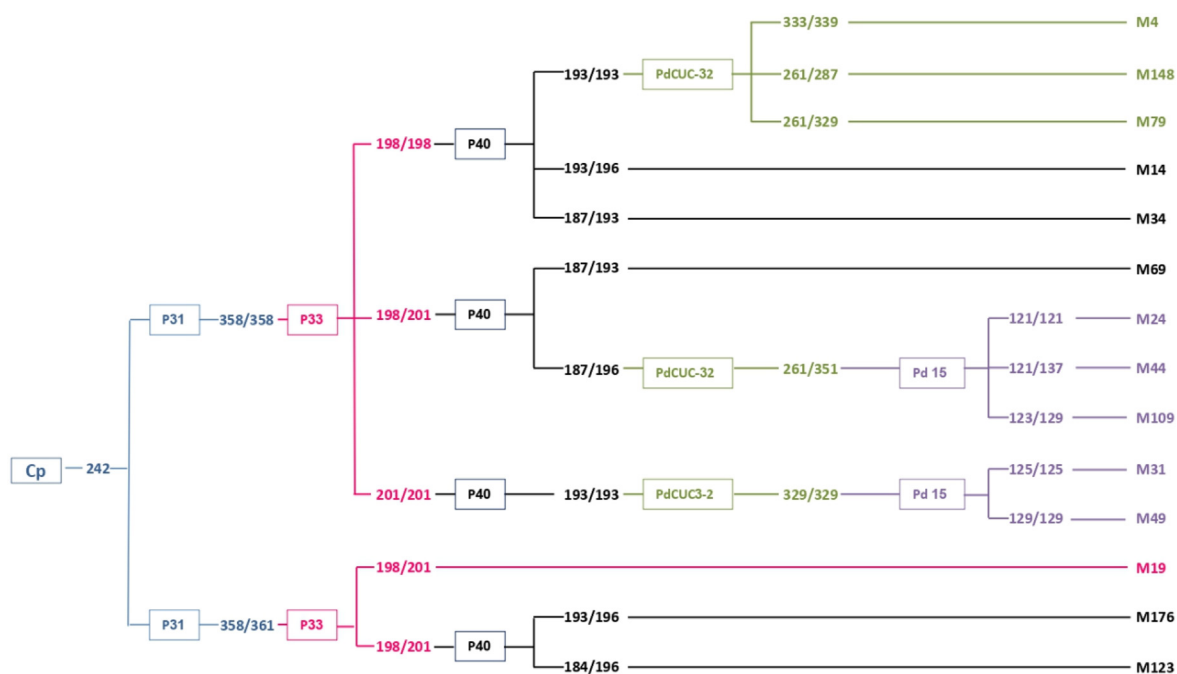 333/339 M4
193/193 PdCUC-32 261/287 M148
261/329 M79
198/198 P40
193/196 M14
187/193 M34
187/193 M69
P31 358/358 P33 198/201 P40 121/121 M24
187/196 PdCUC-32 261/351 Pd 15 121/137 M44
123/129 M109
Cp 242 125/125 M31
201/201 P40 193/193 PdCUC3-2 329/329 Pd 15
129/129 M49
198/201 M19
193/196 M176
P31 358/361 P33
198/201 P40
184/196 M123